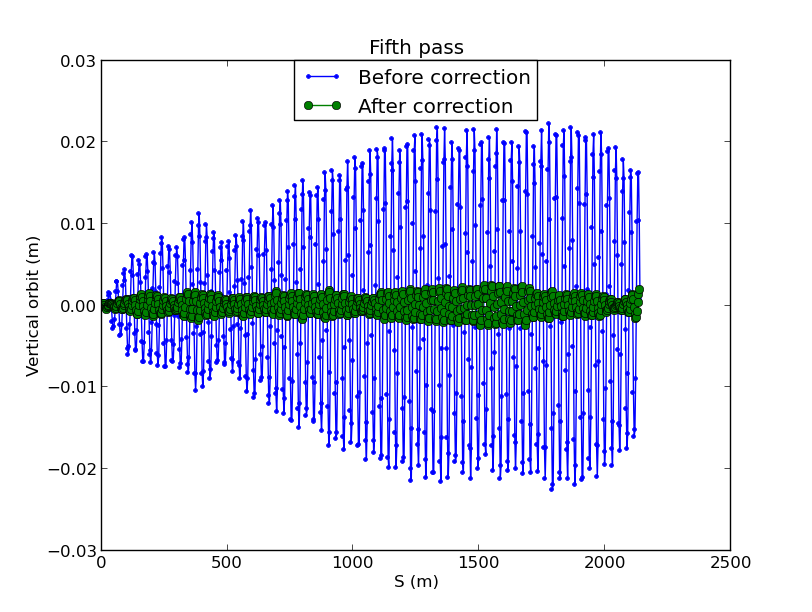 Fifth pass
Before correction
After correction
0.03
0.02
0.01
0.00
−0.01
−0.02
−0.03
Vertical orbit (m)
0 500 1000 1500 2000 2500
S (m)